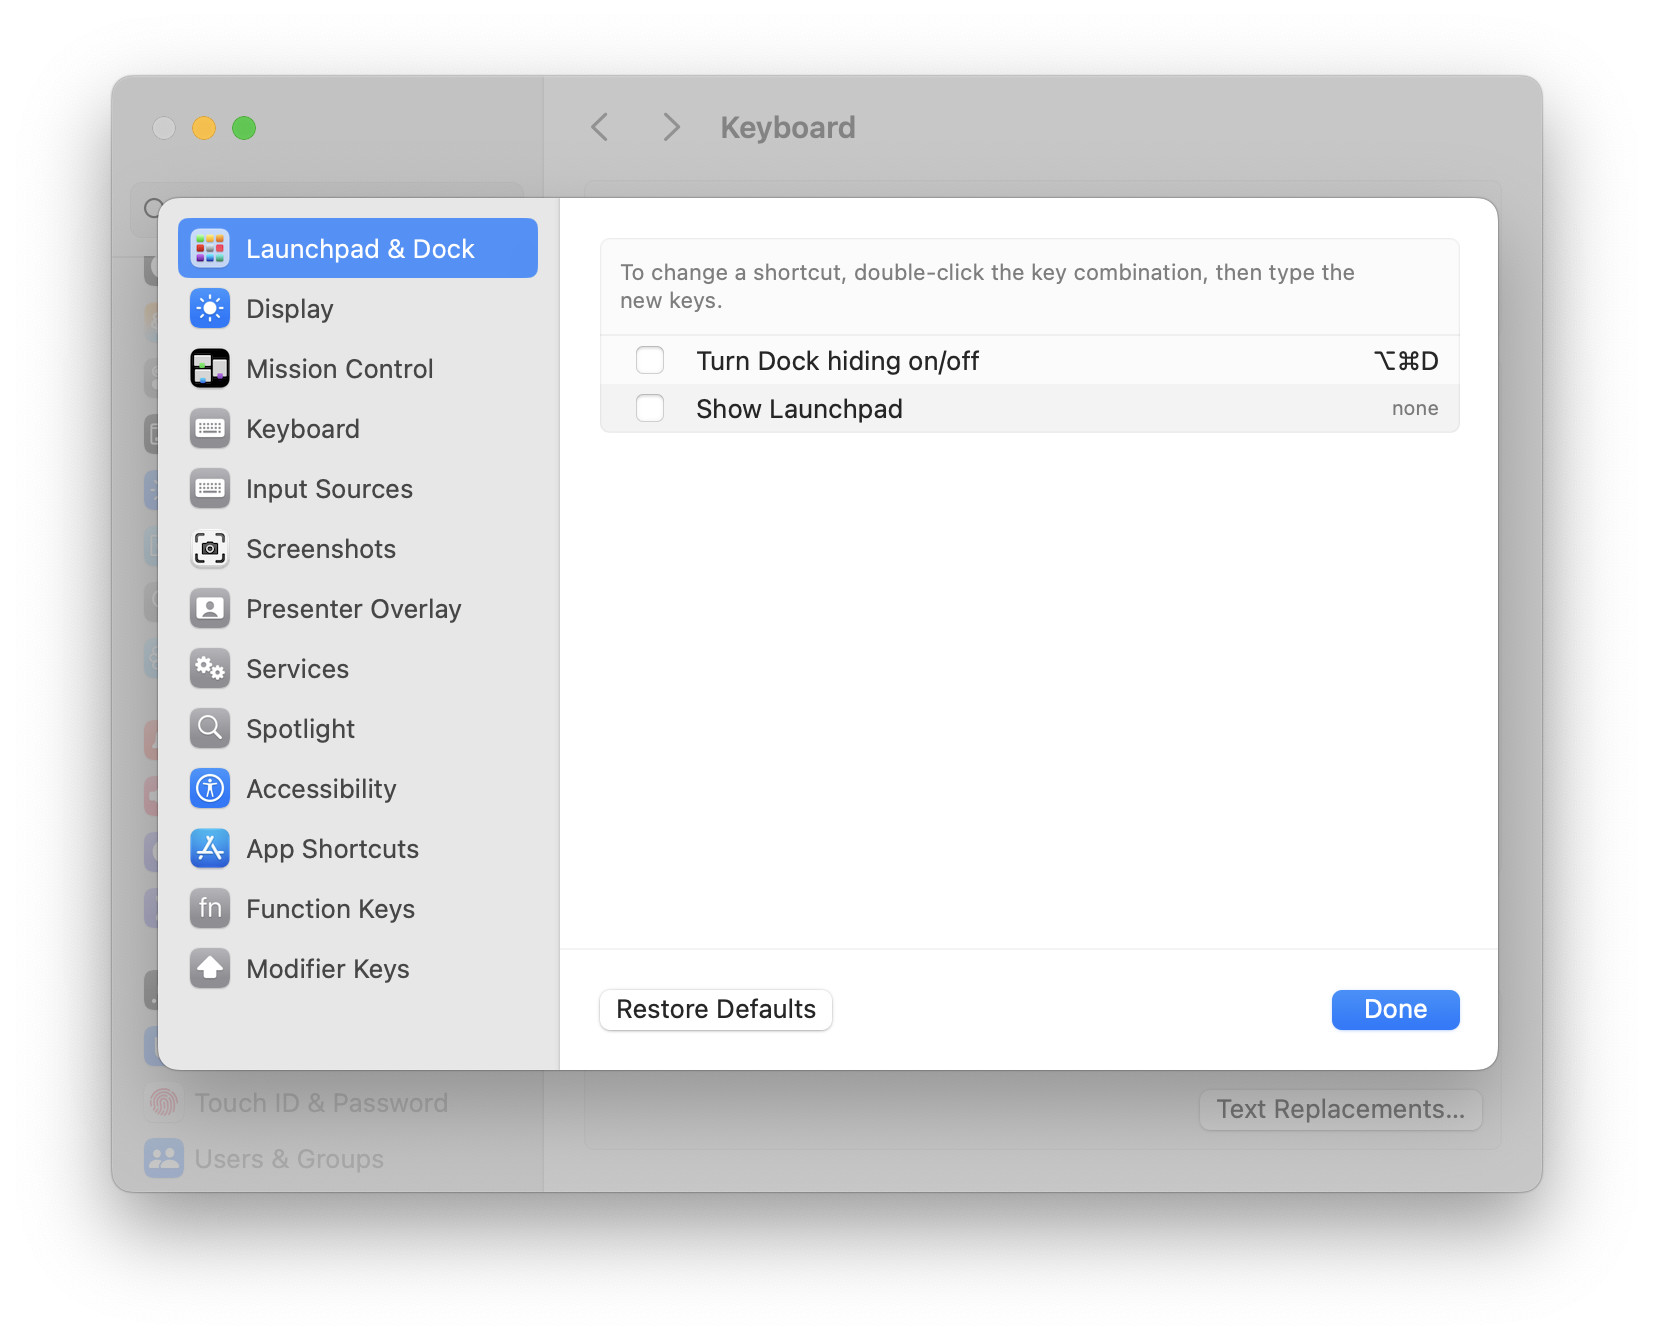 Keyboard
Launchpad & Dock
Display
Mission Control
Keyboard
Input Sources
Screenshots
Presenter Overlay
Services
Spotlight
Accessibility
App Shortcuts
fn Function Keys
Modifier Keys
To change a shortcut, double-click the key combination, then type the
new keys.
Turn Dock hiding on/off ⌥⌘D
Show Launchpad none
Restore Defaults
Done
Touch ID & Password
Users & Groups
Text Replacements...